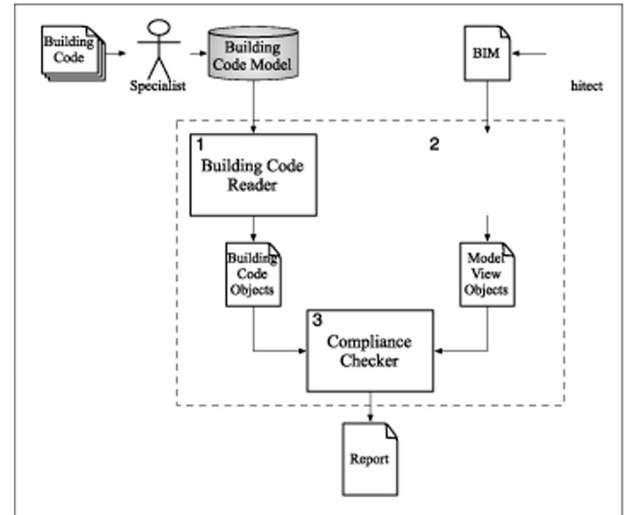 Building
Code
Specialist
Building
Code Model
BIM
hitect
1
Building Code
Reader
2
Building
Code
Objects
Model
View
Objects
3
Compliance
Checker
Report